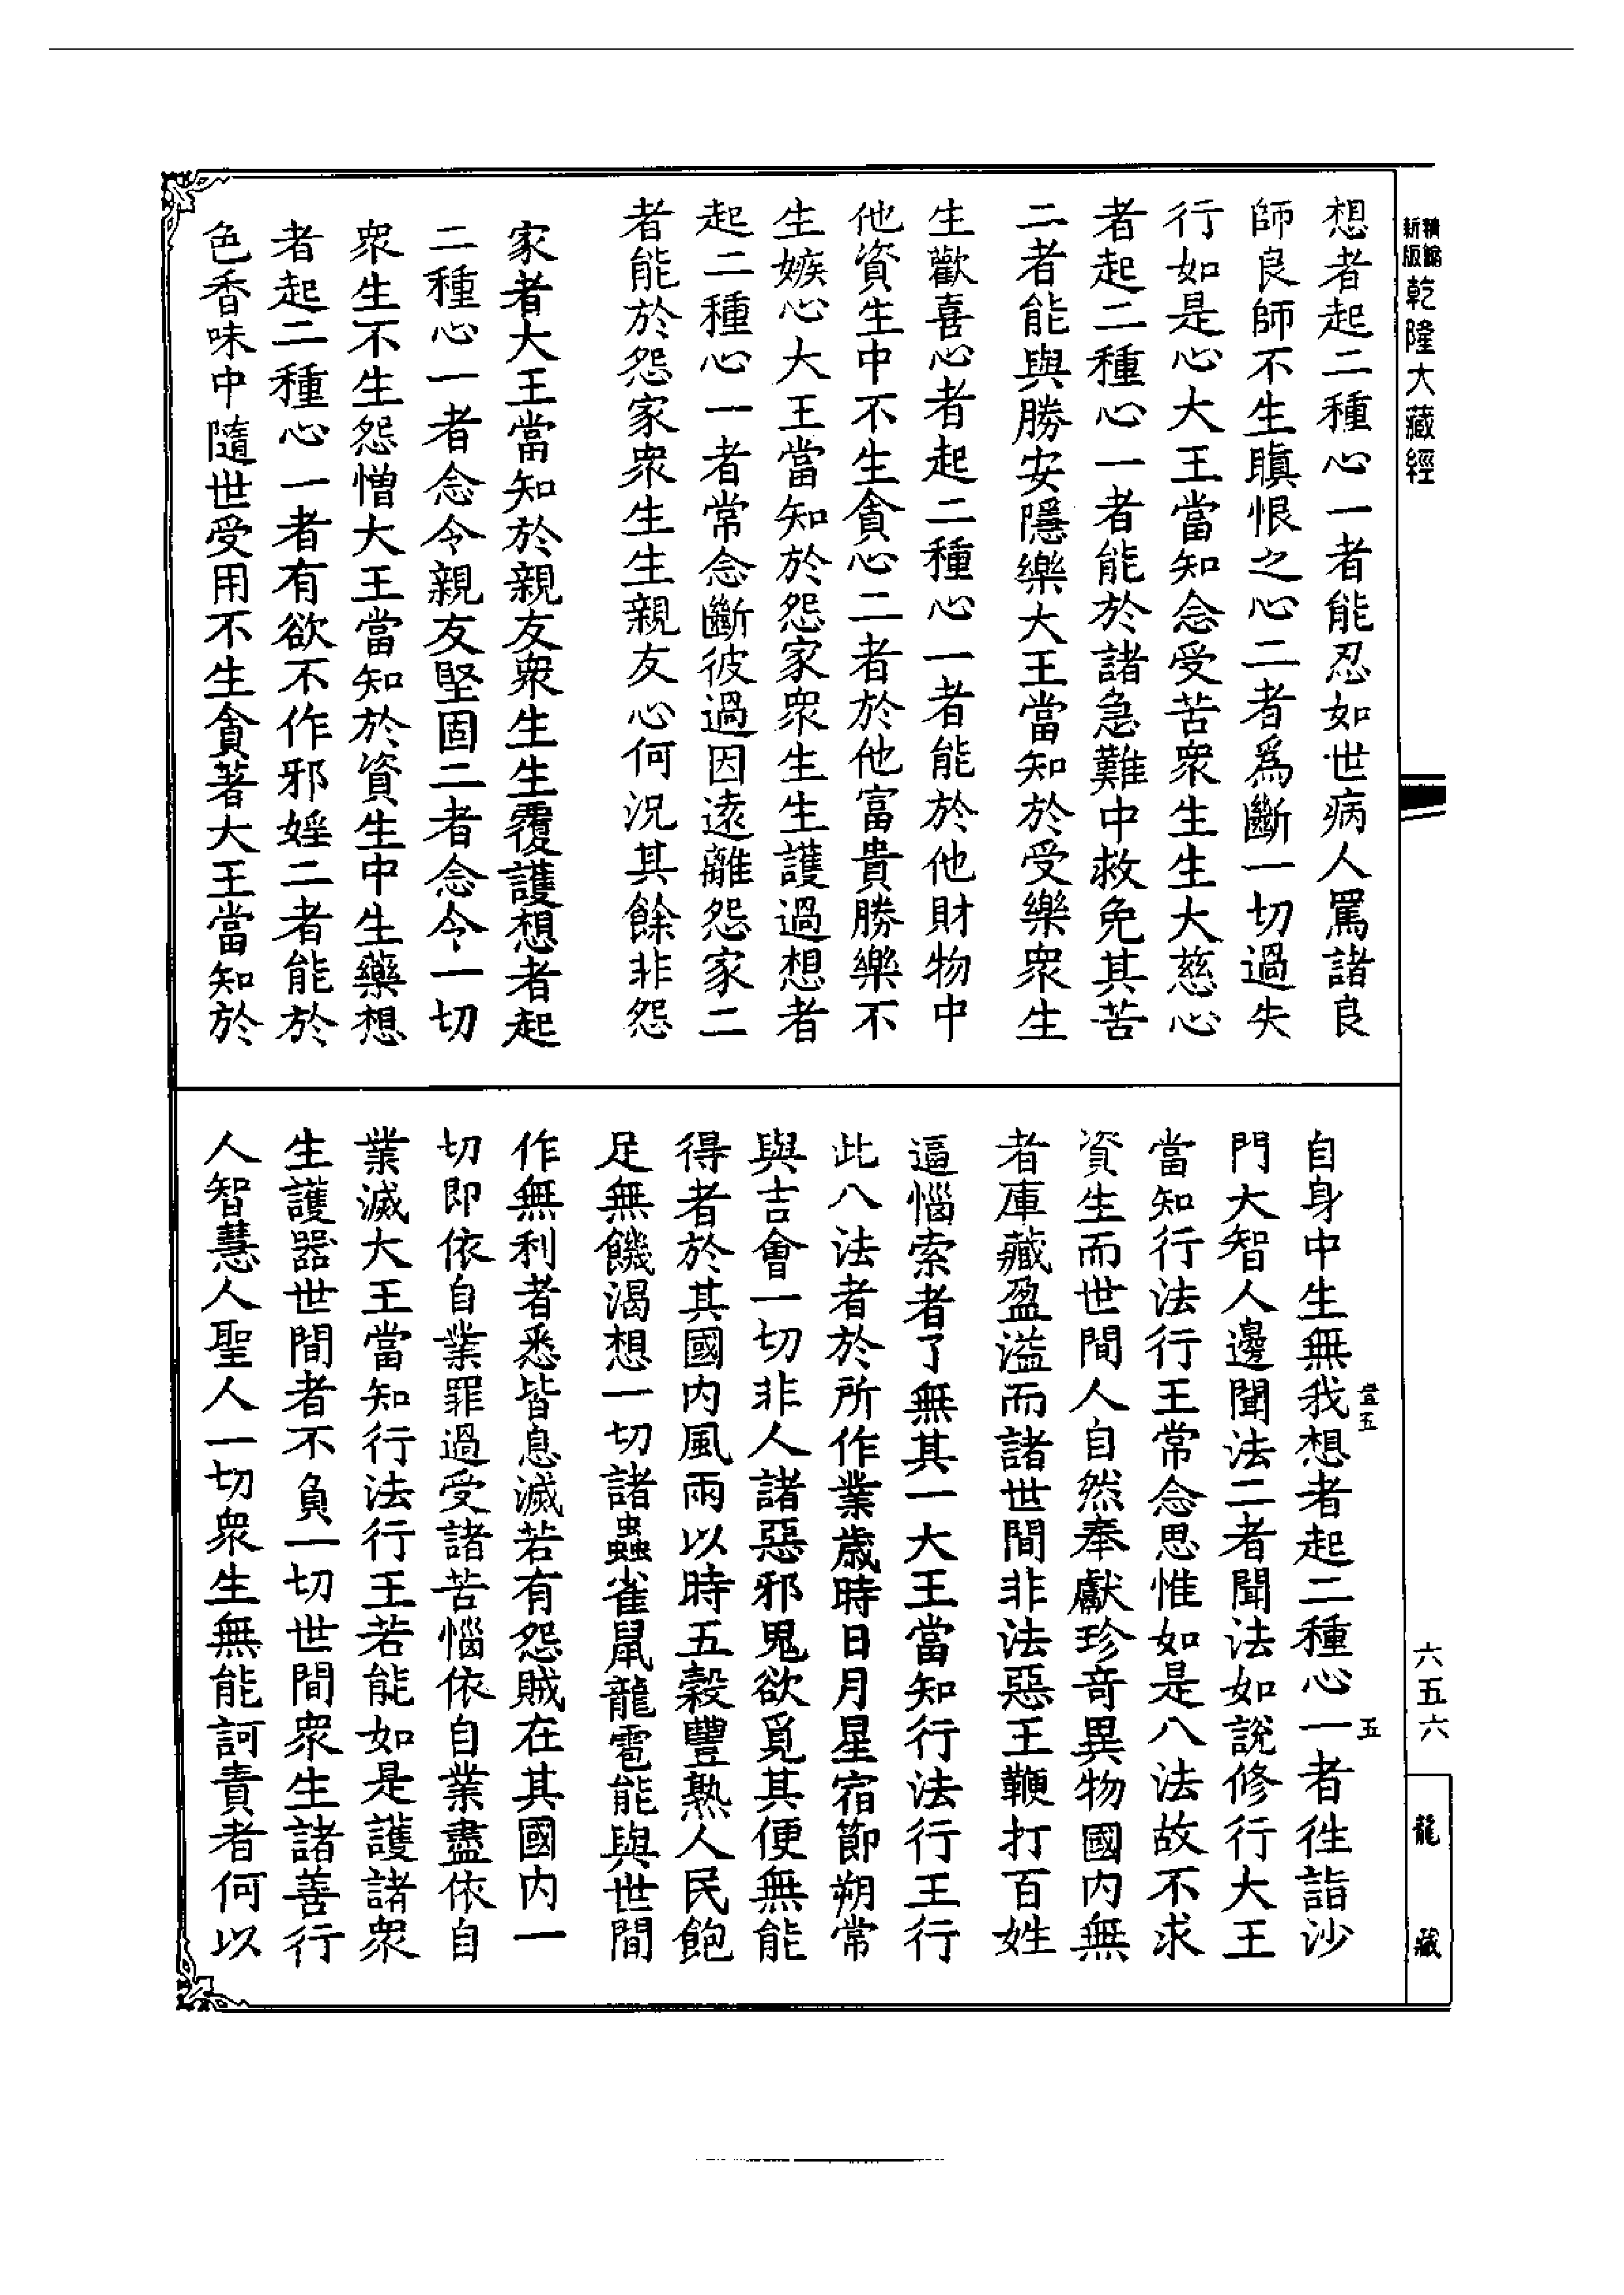 新版精縮
乾隆大藏經
想者起二種心一者能忍如世病人罵諸良
師良師不生瞋恨之心二者爲斷一切過失
行如是心大王當知念受苦衆生生大慈心
者起二種心一者能於諸急難中救免其苦
二者能與勝安隱樂大王當知於受樂衆生
生歡喜心者起二種心一者能於他財物中
他資生中不生貪心二者於他富貴勝樂不
生嫉心大王當知於怨家衆生生護過想者
起二種心一者常念斷彼過因遠離怨家二
者能於怨家衆生生親友心何況其餘非怨
家者大王當知於親友衆生生覆護想者起
二種心一者念令親友堅固二者念令一切
衆生不生怨憎大王當知於資生中生藥想
者起二種心一者有欲不作邪婬二者能於
色香味中隨世受用不生貪著大王當知於
自身中生無我想者起二種心一者往詣沙
門大智人邊聞法二者聞法如說修行大王
當知行法行王常念思惟如是八法故不求
資生而世間人自然奉獻珍奇異物國内無
者庫藏盈溢而諸世間非法惡王鞭打百姓
逼惱索者了無其一大王當知行法行王行
此八法者於所作業歲時日月星宿節朔常
與吉會一切非人諸惡邪鬼欲覓其便無能
得者於其國内風雨以時五穀豐熟人民飽
足無饑渴想一切諸蟲雀鼠龍雹能與世間
作無利者悉皆息滅若有怨賊在其國内一
切即依自業罪過受諸苦惱依自業盡依自
業滅大王當知行法行王若能如是護諸衆
生護器世間者不負一切世間衆生諸善行
人智慧人聖人一切衆生無能訶責者何以
壹五
五
六五六
龍藏